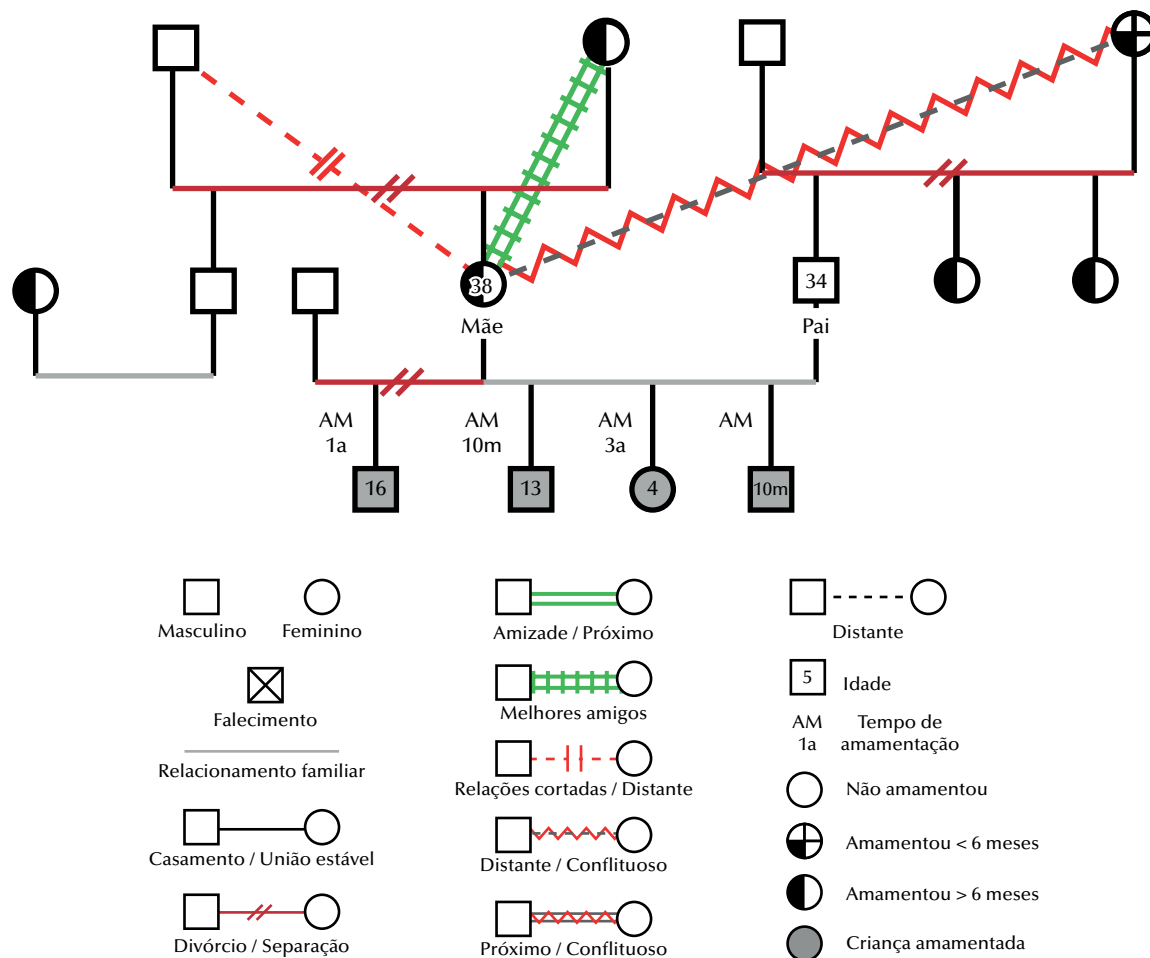 38
34
Mãe
Pai
AM
1a
AM
10m
AM
3a
AM
16
13
4
10m
Masculino
Feminino
Falecimento
Relacionamento familiar
Casamento / União estável
Divórcio / Separação
Amizade / Próximo
Melhores amigos
Relações cortadas / Distante
Distante / Conflituoso
Próximo / Conflituoso
Distante
5
Idade
AM
1a
Tempo de
amamentação
Não amamentou
Amamentou < 6 meses
Amamentou > 6 meses
Criança amamentada